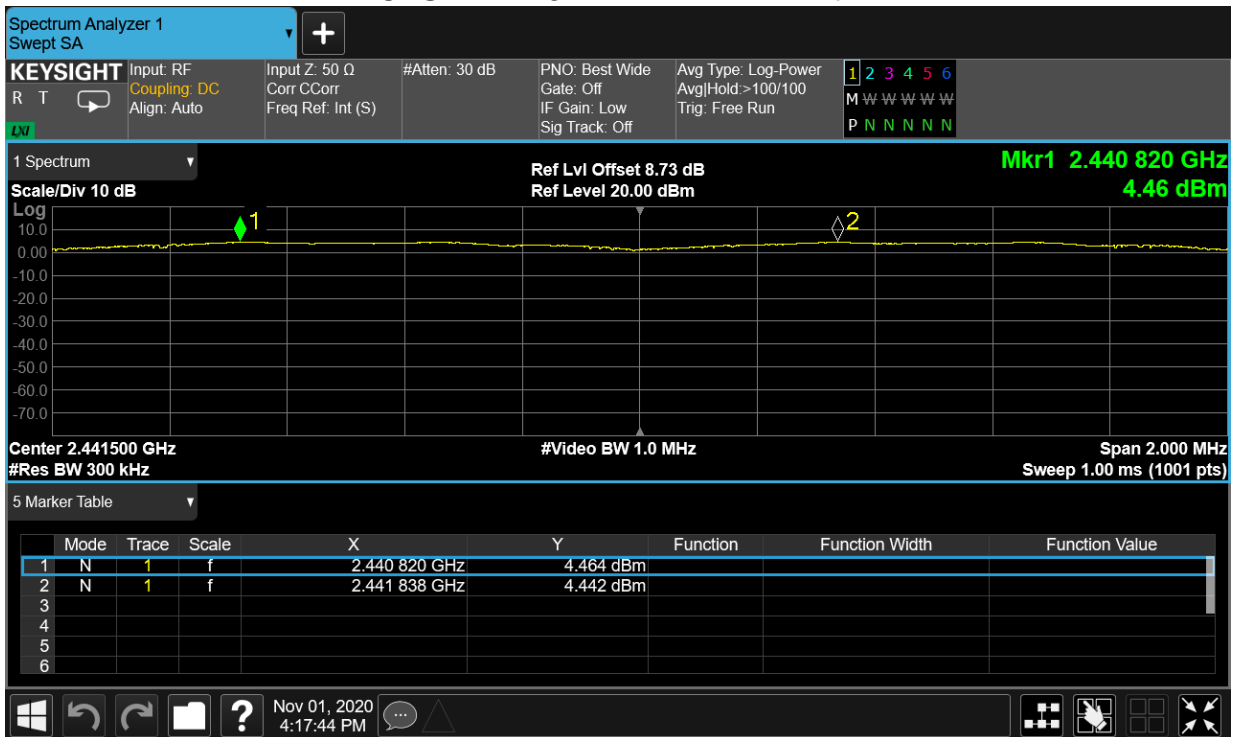 Spectrum Analyzer 1
Swept SA
+
KEYSIGHT Input: RF Input Z: 50 Ω #Atten: 30 dB PNO: Best Wide Avg Type: Log-Power 1 2 3 4 5 6
R T Coupling: DC Corr CCorr Gate: Off Avg|Hold:>100/100 M W W W W W
Align: Auto Freq Ref: Int (S) IF Gain: Low Trig: Free Run
LXI Sig Track: Off P N N N N N
1 Spectrum Ref Lvl Offset 8.73 dB Mkr1 2.440 820 GHz
Scale/Div 10 dB Ref Level 20.00 dBm 4.46 dBm
Log
1 2
10.0
0.00
-10.0
-20.0
-30.0
-40.0
-50.0
-60.0
-70.0
Center 2.441500 GHz #Video BW 1.0 MHz Span 2.000 MHz
#Res BW 300 kHz Sweep 1.00 ms (1001 pts)
5 Marker Table
Mode Trace Scale X Y Function Function Width Function Value
1 N 1 f 2.440 820 GHz 4.464 dBm
2 N 1 f 2.441 838 GHz 4.442 dBm
3
4
5
6
? Nov 01, 2020
4:17:44 PM